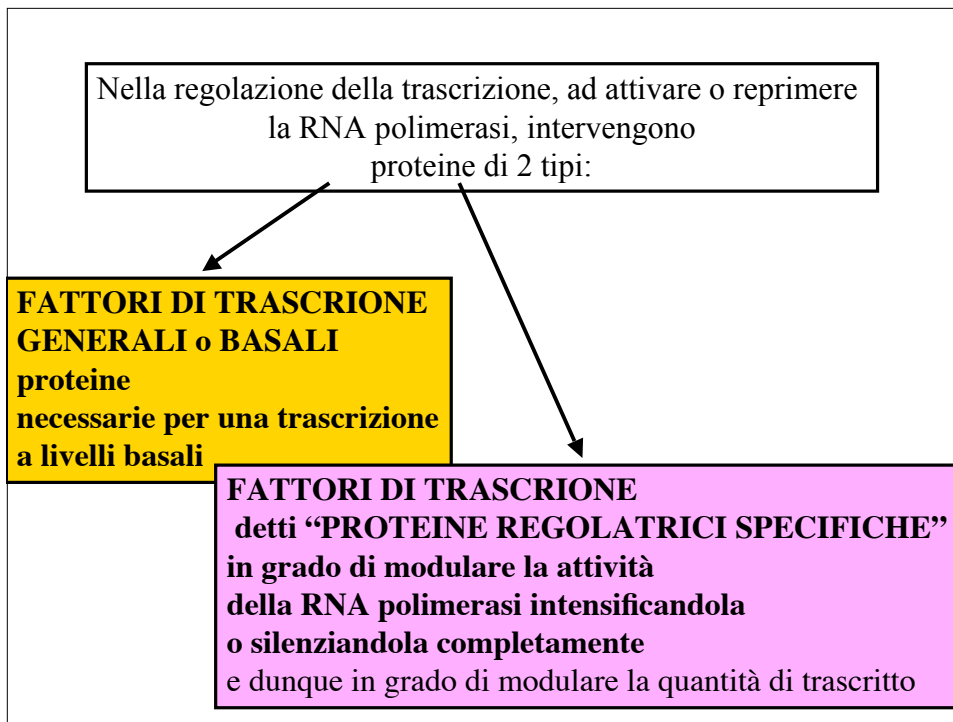 Nella regolazione della trascrizione, ad attivare o reprimere
la RNA polimerasi, intervengono
proteine di 2 tipi:
FATTORI DI TRASCRIONE
GENERALI o BASALI
proteine
necessarie per una trascrizione
a livelli basali
FATTORI DI TRASCRIONE
detti “PROTEINE REGOLATRICI SPECIFICHE”
in grado di modulare la attività
della RNA polimerasi intensificandola
o silenziandola completamente
e dunque in grado di modulare la quantità di trascritto